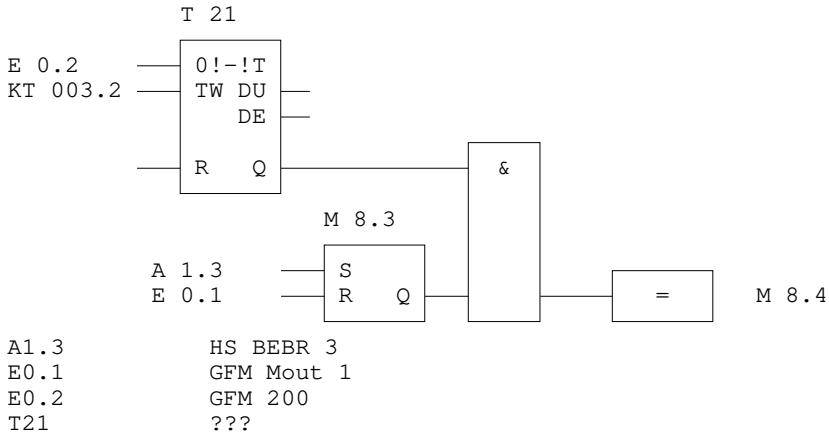 T 21
E 0.2 0!-!T
KT 003.2 TW DU
DE
R Q &
M 8.3
A 1.3 S
E 0.1 R Q = M 8.4
A1.3 HS BEBR 3
E0.1 GFM Mout 1
E0.2 GFM 200
T21 ???